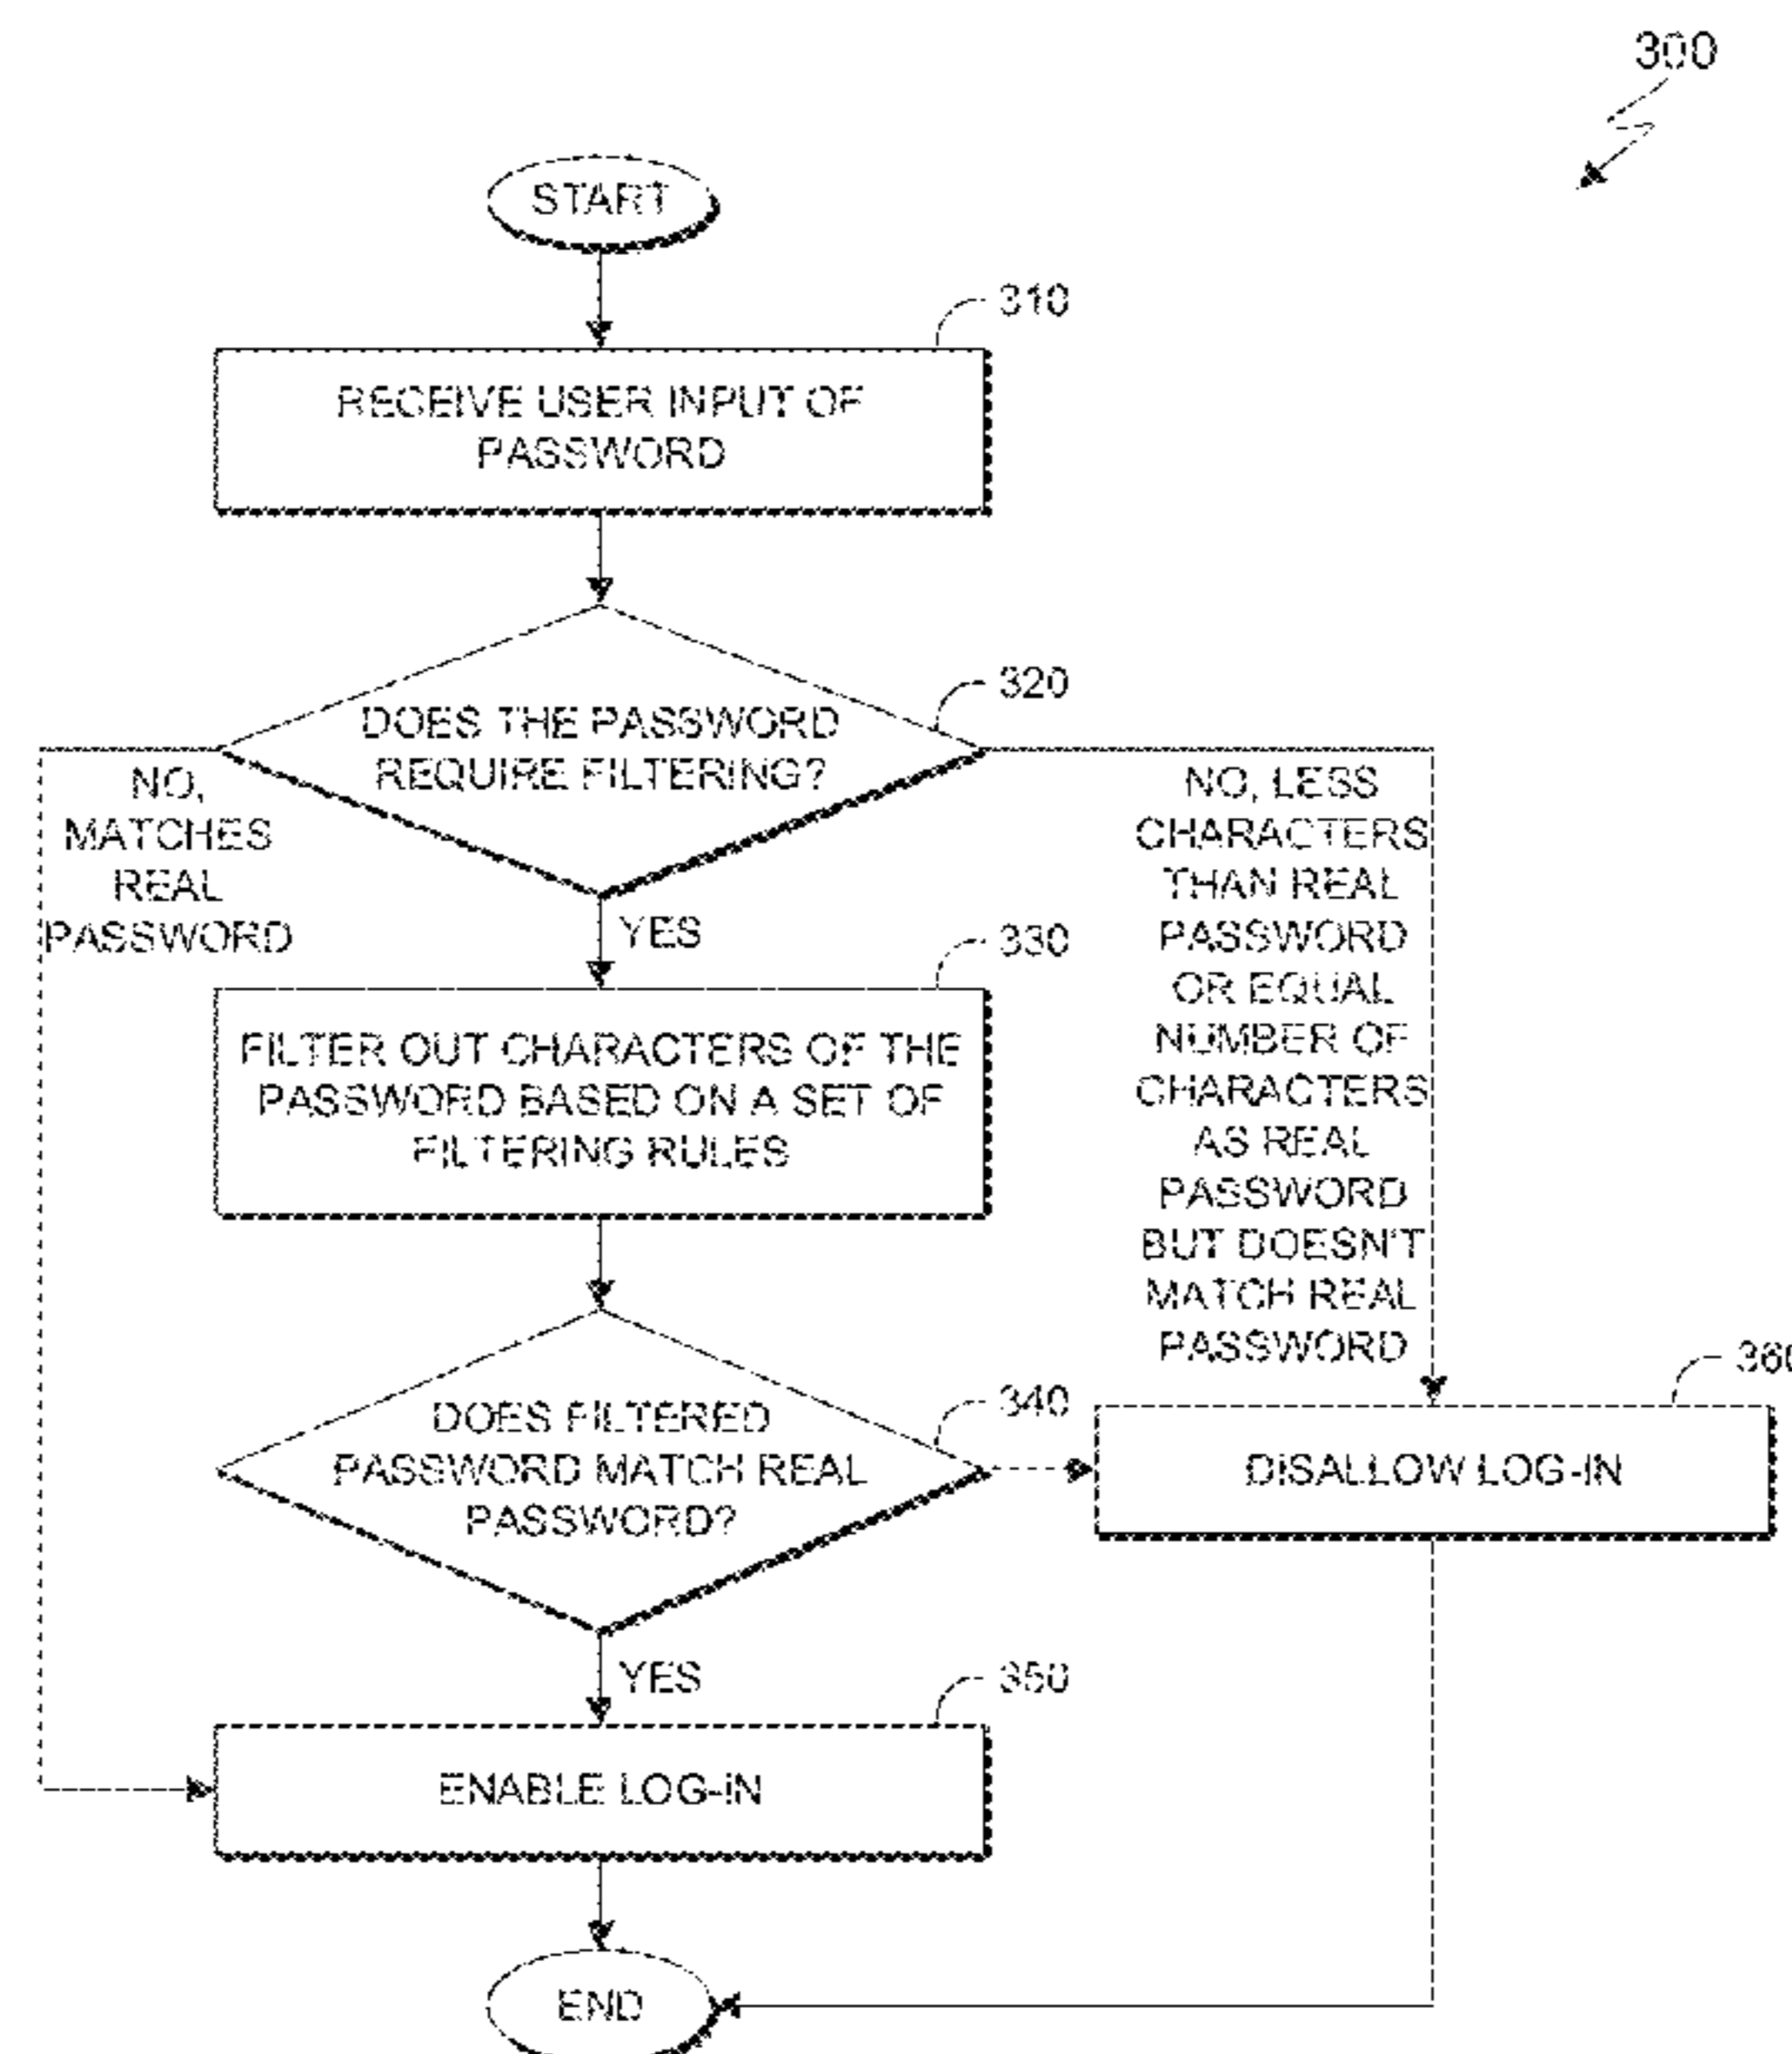 300
START
310
RECEIVE USER INPUT OF
PASSWORD
320
DOES THE PASSWORD
REQUIRE FILTERING?
NO,
MATCHES
REAL
PASSWORD
NO, LESS
CHARACTERS
THAN REAL
PASSWORD
OR EQUAL
NUMBER OF
CHARACTERS
AS REAL
PASSWORD
BUT DOESN'T
MATCH REAL
PASSWORD
YES
330
FILTER OUT CHARACTERS OF THE
PASSWORD BASED ON A SET OF
FILTERING RULES
340
DOES FILTERED
PASSWORD MATCH REAL
PASSWORD?
360
DISALLOW LOG-IN
YES
350
ENABLE LOG-IN
END